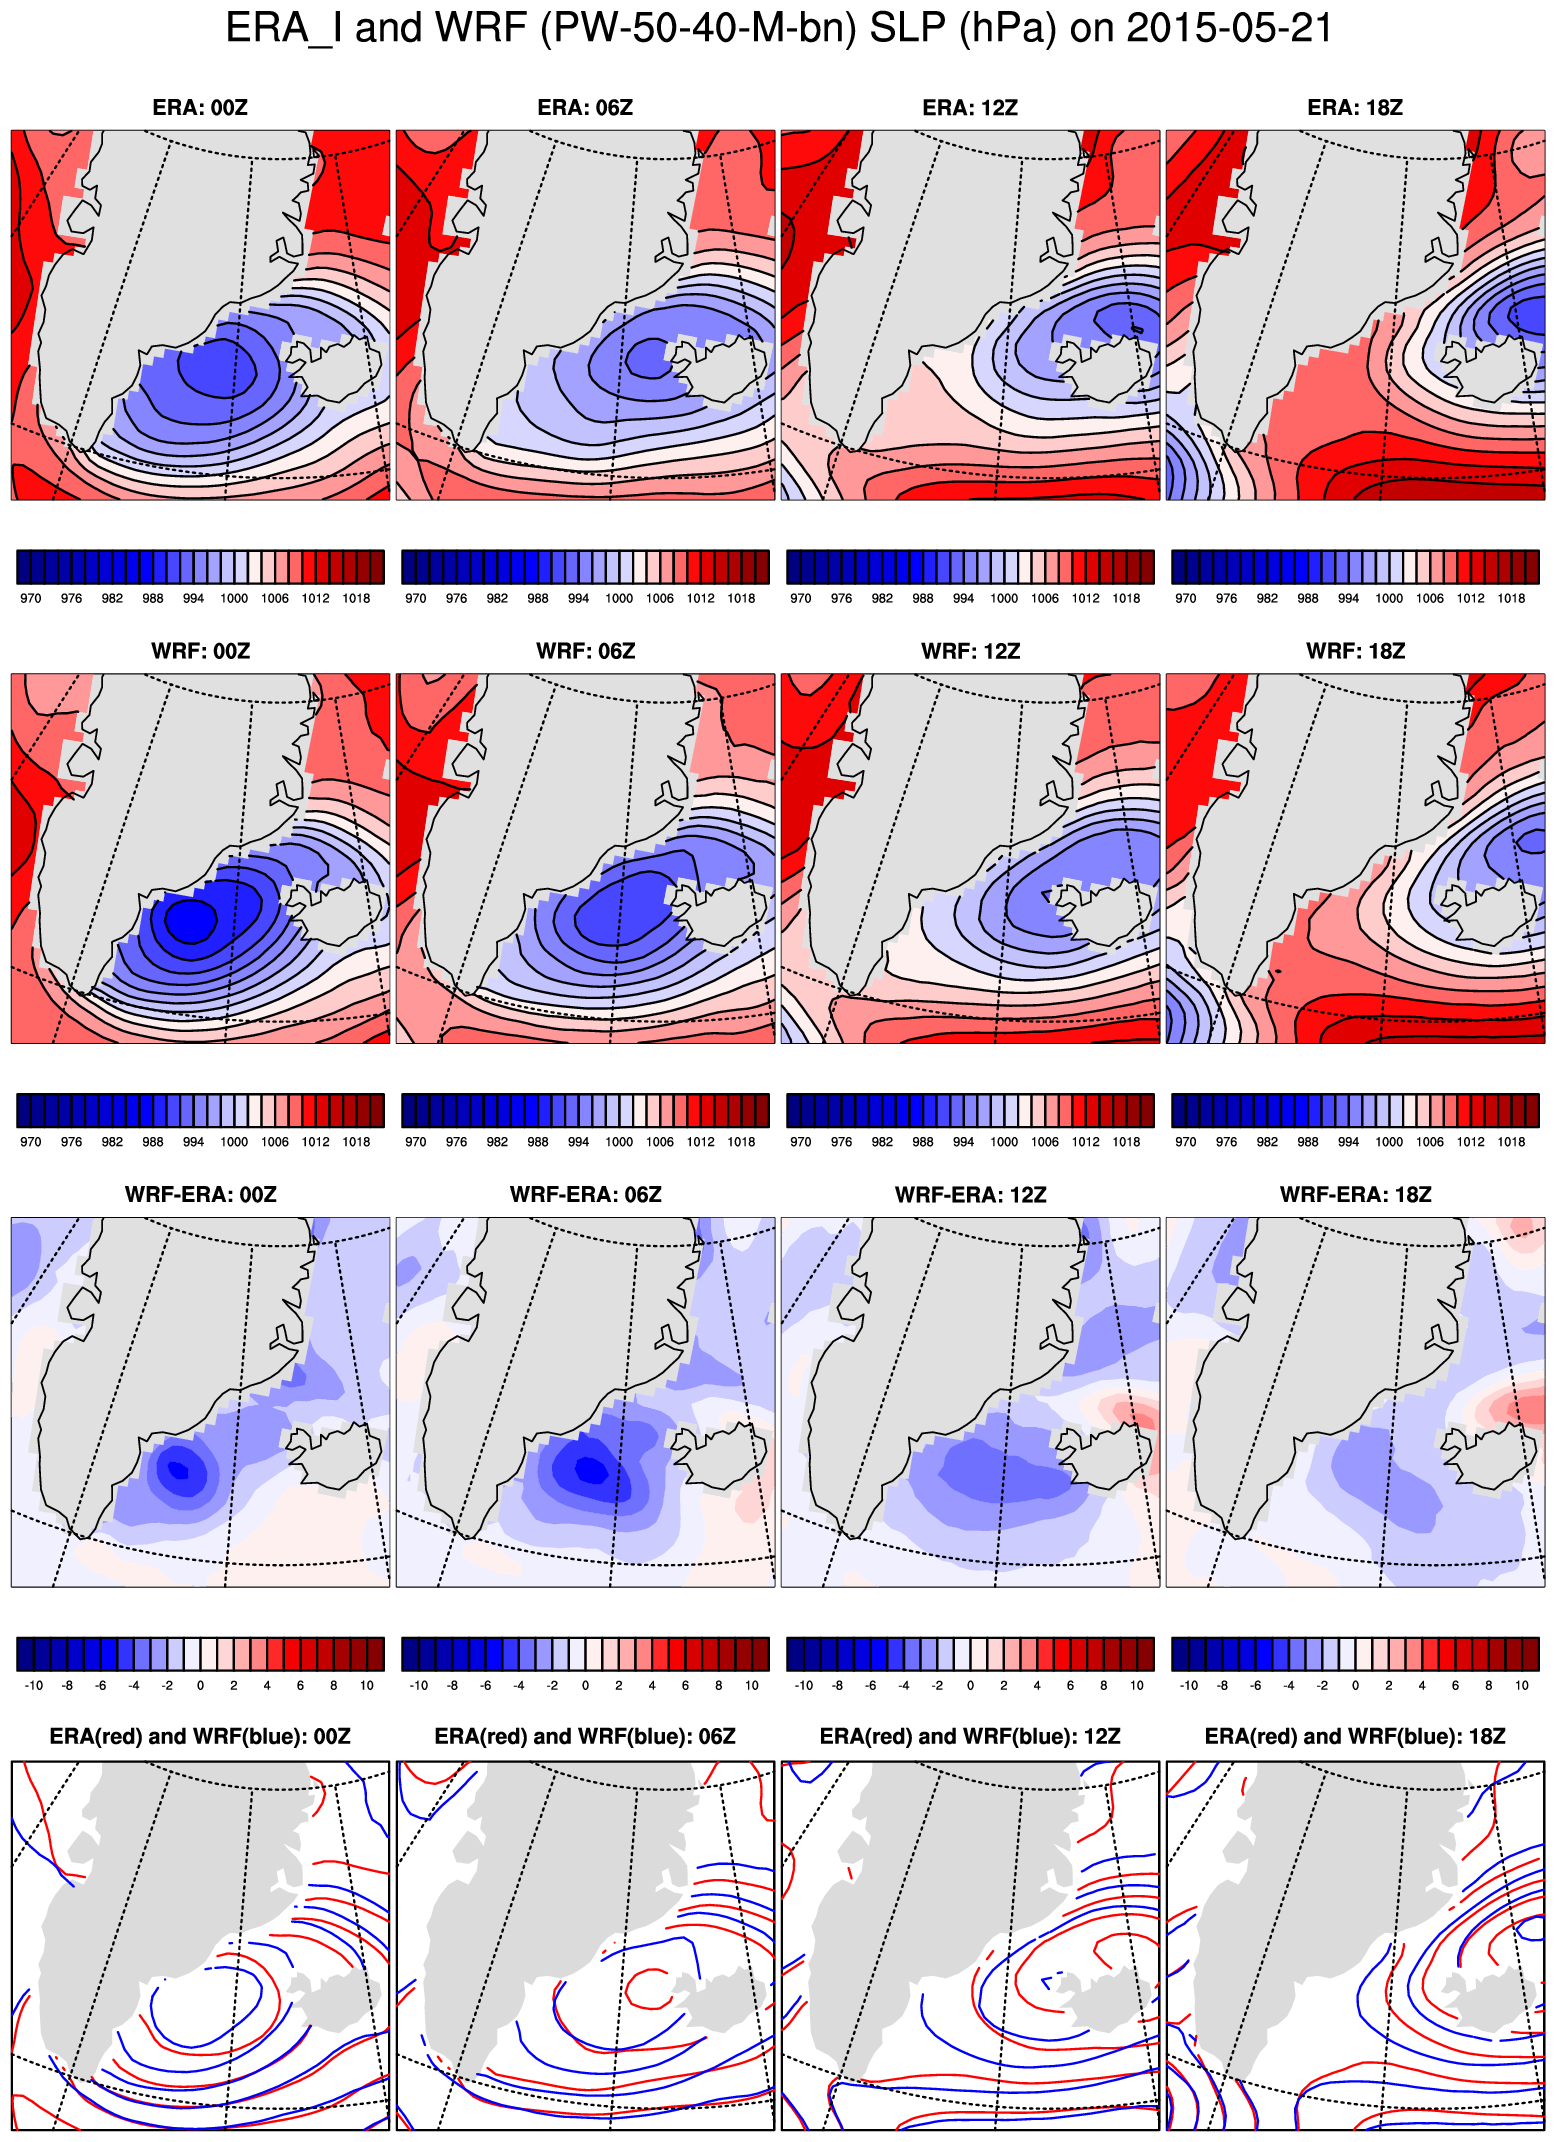 ERA_I and WRF (PW-50-40-M-bn) SLP (hPa) on 2015-05-21
ERA: 00Z ERA: 06Z ERA: 12Z ERA: 18Z
970 976 982 988 994 1000 1006 1012 1018 970 976 982 988 994 1000 1006 1012 1018 970 976 982 988 994 1000 1006 1012 1018 970 976 982 988 994 1000 1006 1012 1018
WRF: 00Z WRF: 06Z WRF: 12Z WRF: 18Z
970 976 982 988 994 1000 1006 1012 1018 970 976 982 988 994 1000 1006 1012 1018 970 976 982 988 994 1000 1006 1012 1018 970 976 982 988 994 1000 1006 1012 1018
WRF-ERA: 00Z WRF-ERA: 06Z WRF-ERA: 12Z WRF-ERA: 18Z
-10 -8 -6 -4 -2 0 2 4 6 8 10 -10 -8 -6 -4 -2 0 2 4 6 8 10 -10 -8 -6 -4 -2 0 2 4 6 8 10 -10 -8 -6 -4 -2 0 2 4 6 8 10
ERA(red) and WRF(blue): 00Z ERA(red) and WRF(blue): 06Z ERA(red) and WRF(blue): 12Z ERA(red) and WRF(blue): 18Z